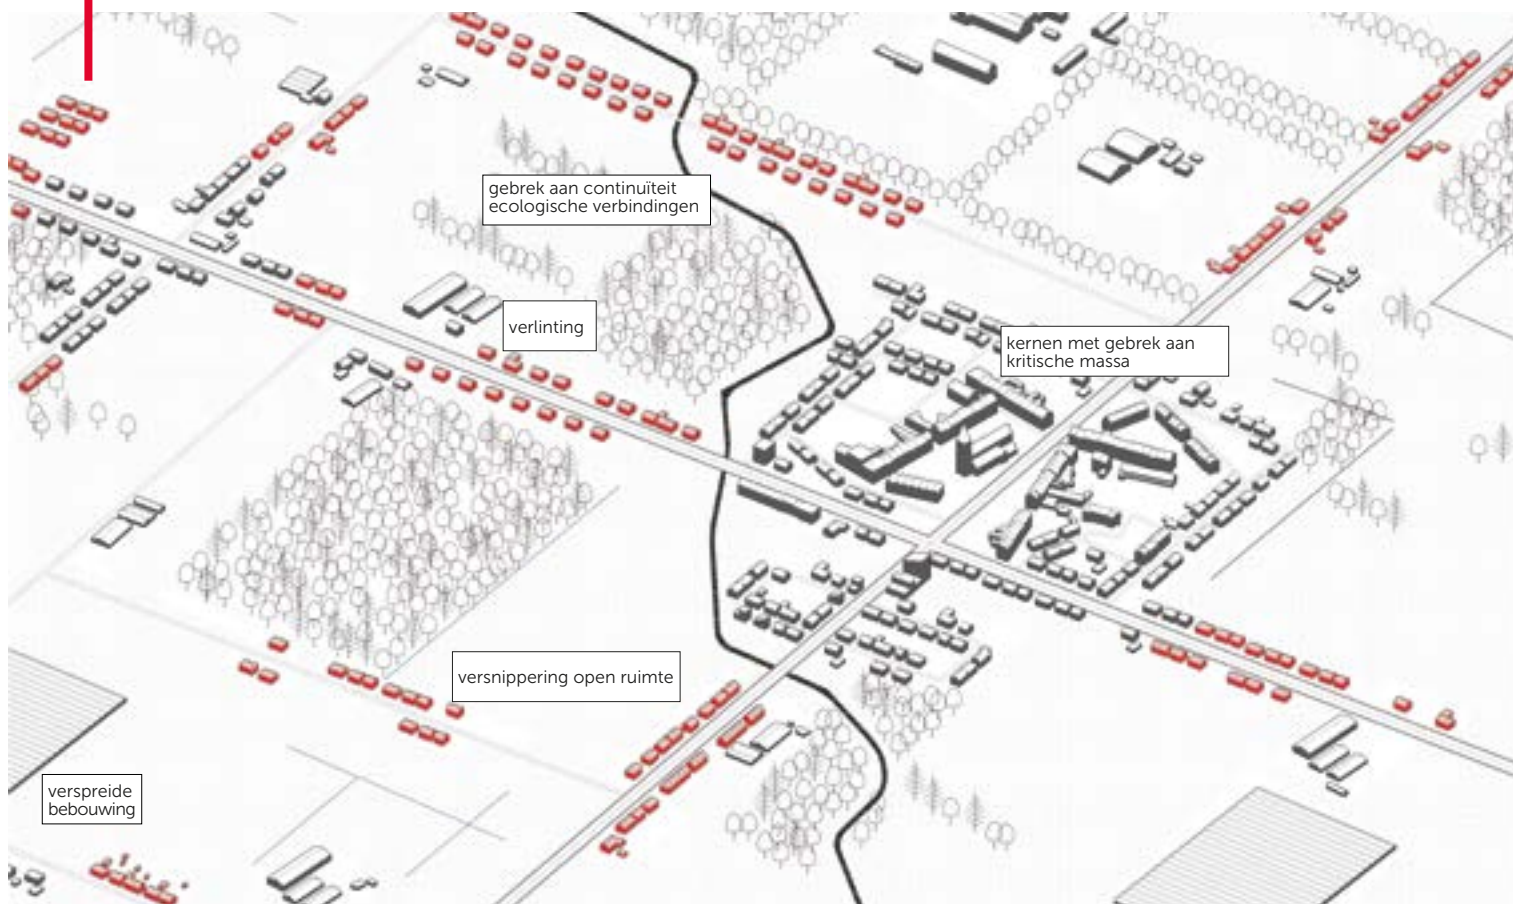 gebrek aan continuïteit
ecologische verbindingen
verlinting
kernen met gebrek aan
kritische massa
versnippering open ruimte
verspreide
bebouwing